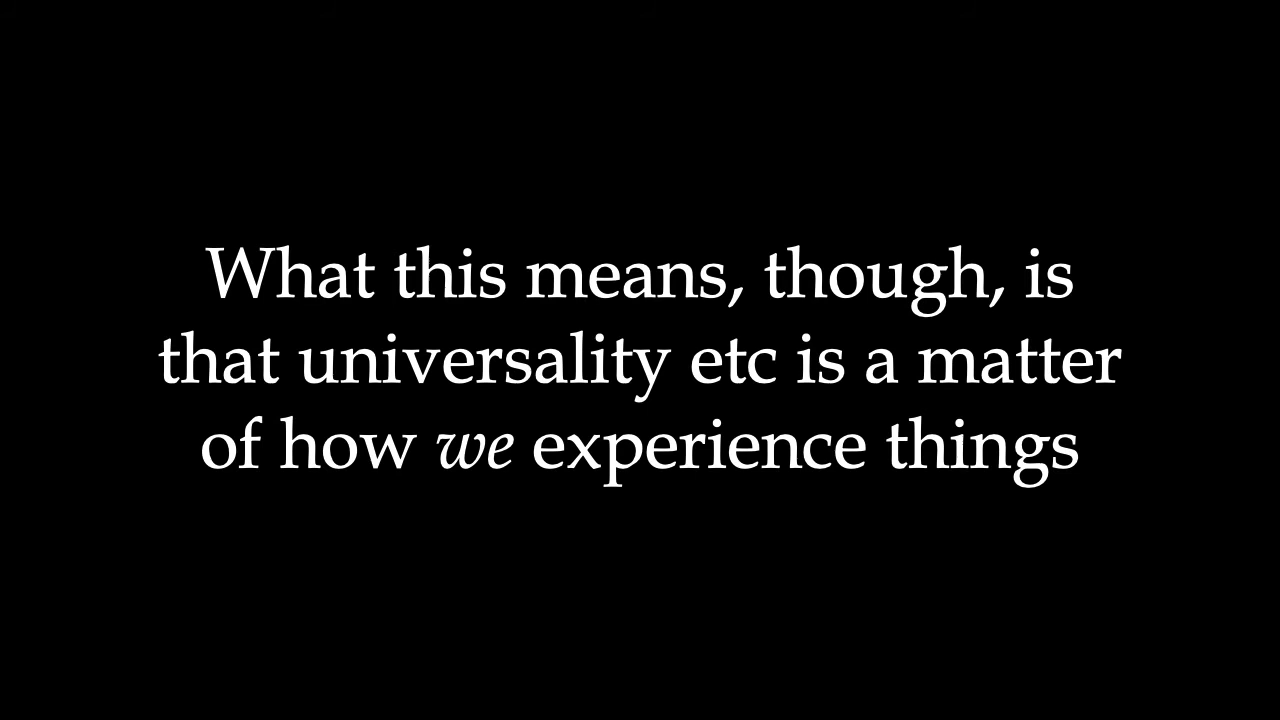 What this means, though, is
that universality etc is a matter
of how we experience things